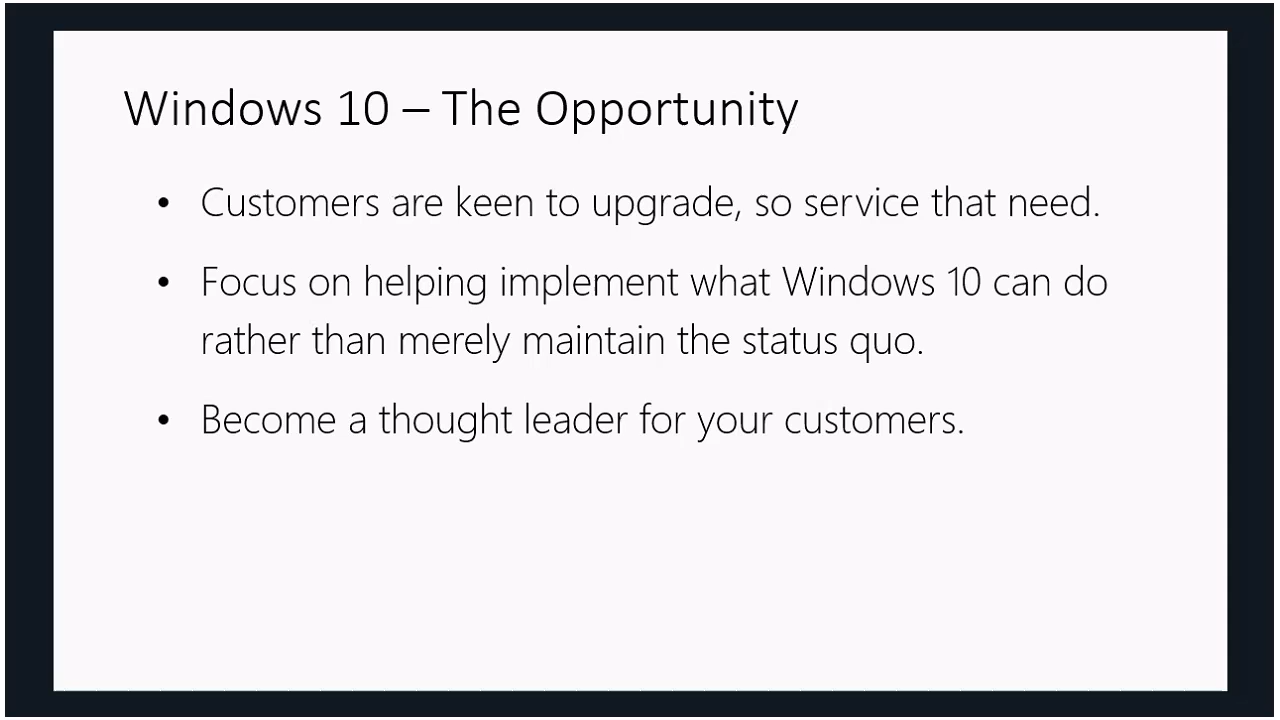 Windows 10 – The Opportunity
• Customers are keen to upgrade, so service that need.
• Focus on helping implement what Windows 10 can do
rather than merely maintain the status quo.
• Become a thought leader for your customers.